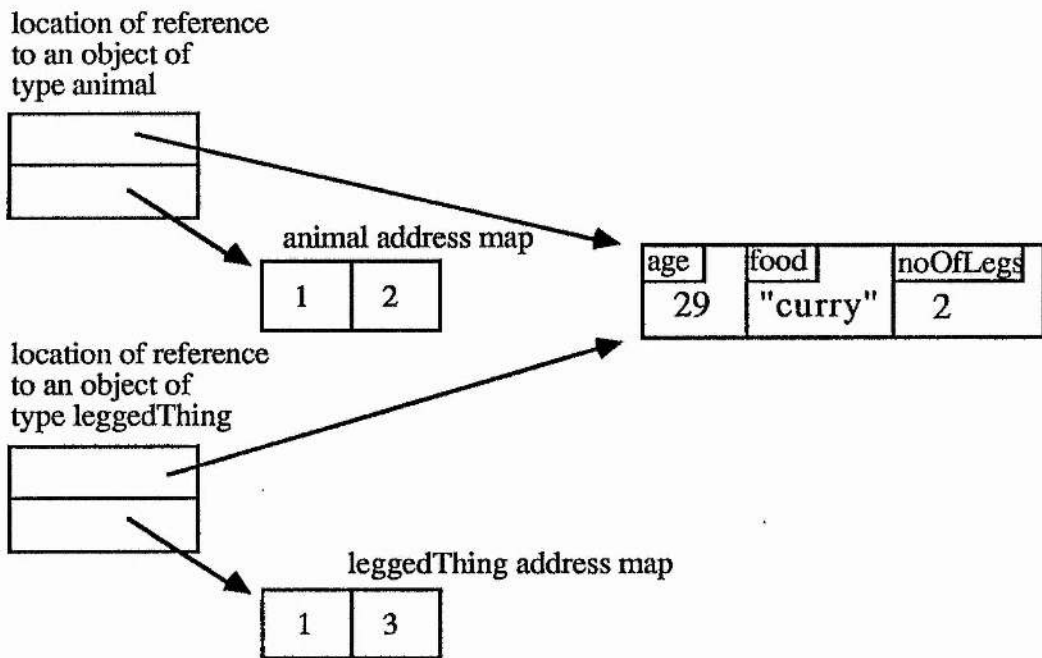 location of reference
to an object of
type animal
animal address map
1 2
age food noOfLegs
29 "curry" 2
location of reference
to an object of
type leggedThing
leggedThing address map
1 3